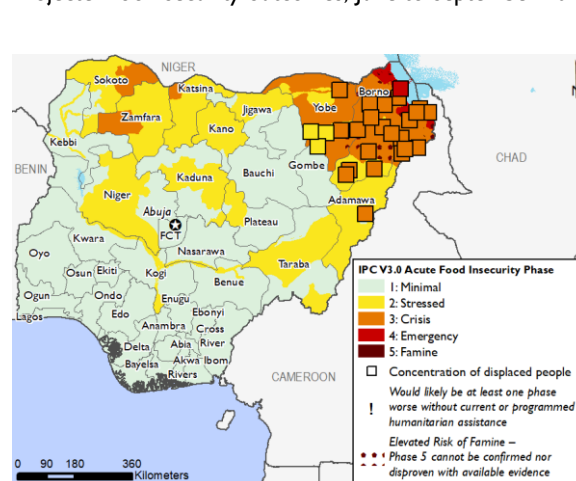 NIGER
Sokoto
Katsina
Borno
Yobe
Jigawa
Zamfara
Kano
Kebbi
CHAD
BENIN
Gombe
Bauchi
Kaduna
Niger
Adamawa
Abuja
Plateau
FCT
Kwara
Nasarawa
Oyo
Taraba
Kogi
Osun
Ekiti
Benue
Ogun
Ondo
Enugu
Edo
Ebonyi
Lagos
Anambra
Cross
River
Delta
Abia
Imo
Bayelsa
Akwa Ibom
Rivers
CAMEROON
IPC V3.0 Acute Food Insecurity Phase
1: Minimal
2: Stressed
3: Crisis
4: Emergency
5: Famine
Concentration of displaced people
! Would likely be at least one phase
worse without current or programmed
humanitarian assistance
Elevated Risk of Famine –
Phase 5 cannot be confirmed nor
disproven with available evidence
0 90 180 360
Kilometers